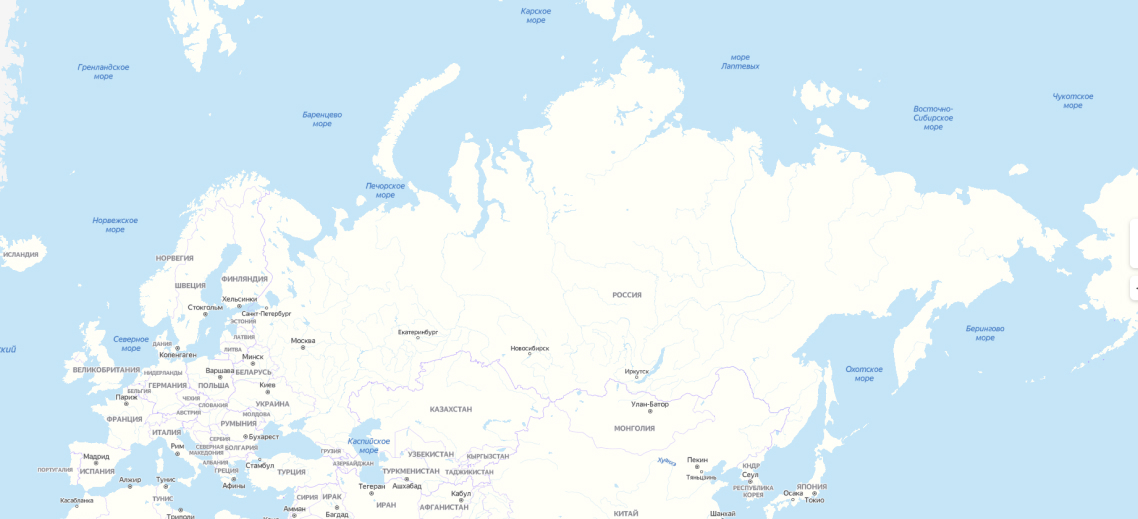 Карское
море
море
Лаптевых
Гренландское
море
Чукотское
море
Восточно-
Сибирское
море
Баренцево
море
Печорское
море
Норвежское
море
ИСЛАНДИЯ
НОРВЕГИЯ
ФИНЛЯНДИЯ
ШВЕЦИЯ
РОССИЯ
Хельсинки
Стокгольм
Санкт-Петербург
ЭСТОНИЯ
Берингово
море
Екатеринбург
ЛАТВИЯ
Северное
море
ДАНИЯ
Москва
ский
ЛИТВА
Новосибирск
Копенгаген
Минск
ВЕЛИКОБРИТАНИЯ
НИДЕРЛАНДЫ
Варшава
БЕЛАРУСЬ
Иркутск
Охотское
море
ГЕРМАНИЯ
ПОЛЬША
Киев
БЕЛЬГИЯ
Париж
ЧЕХИЯ
СЛОВАКИЯ
УКРАИНА
Улан-Батор
КАЗАХСТАН
АВСТРИЯ
МОЛДОВА
ФРАНЦИЯ
РУМЫНИЯ
МОНГОЛИЯ
ИТАЛИЯ
СЕРБИЯ
Бухарест
Каспийское
море
Рим
СЕВЕРНАЯ
МАКЕДОНИЯ
БОЛГАРИЯ
ГРУЗИЯ
УЗБЕКИСТАН
КЫРГЫЗСТАН
Мадрид
АЛБАНИЯ
Стамбул
АЗЕРБАЙДЖАН
Хуанхэ
Пекин
КНДР
ПОРТУГАЛИЯ
ИСПАНИЯ
ГРЕЦИЯ
ТУРЦИЯ
ТУРКМЕНИСТАН
ТАДЖИКИСТАН
Тяньцзинь
Сеул
Алжир
Тунис
Афины
Тегеран
Ашхабад
РЕСПУБЛИКА
КОРЕЯ
ЯПОНИЯ
Осака
Токио
Касабланка
ТУНИС
СИРИЯ
ИРАК
Кабул
ИРАН
АФГАНИСТАН
Амман
Багдад
Триполи
КИТАЙ
Шанхай